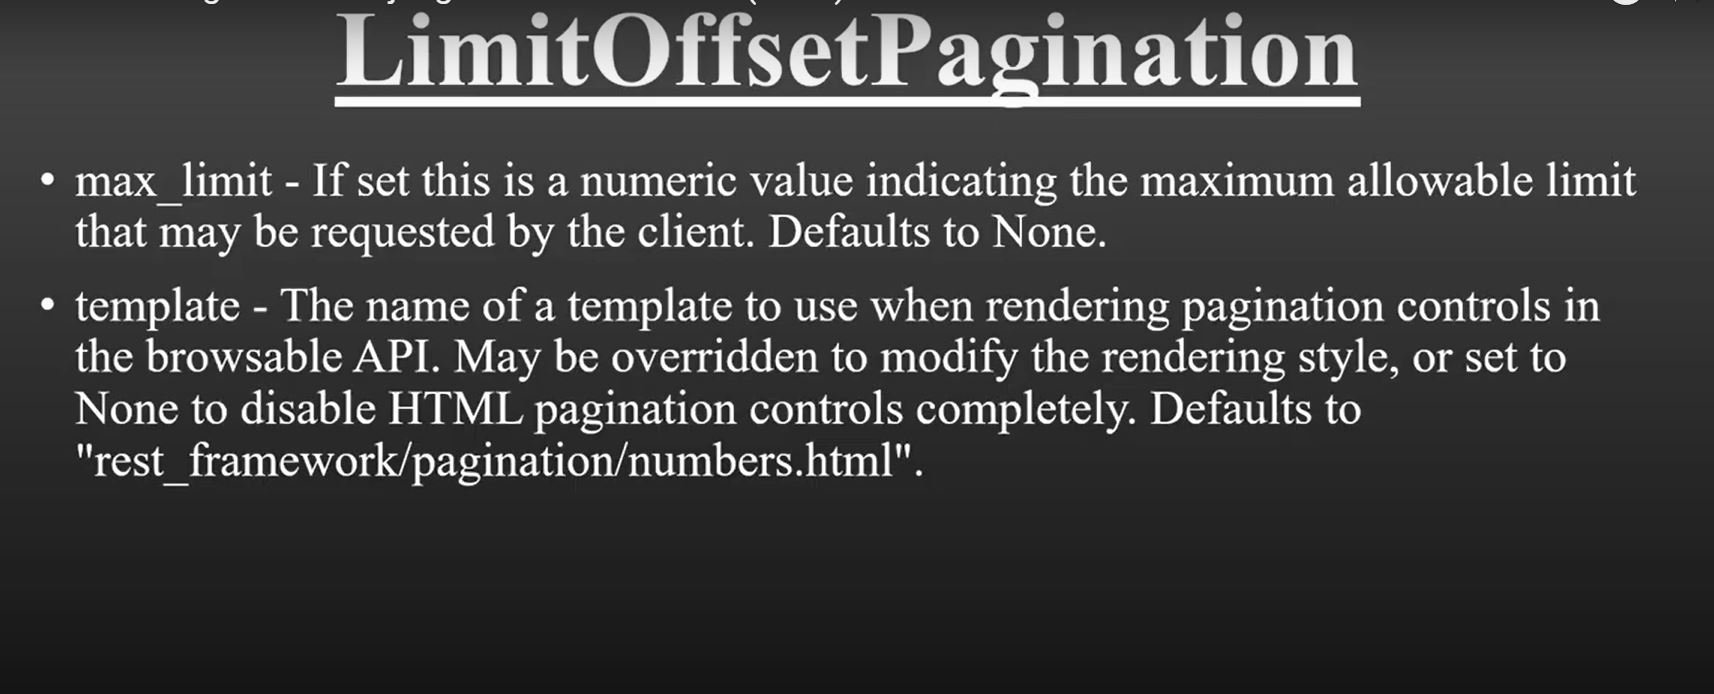 LimitOffsetPagination
• max_limit - If set this is a numeric value indicating the maximum allowable limit
that may be requested by the client. Defaults to None.
• template - The name of a template to use when rendering pagination controls in
the browsable API. May be overridden to modify the rendering style, or set to
None to disable HTML pagination controls completely. Defaults to
"rest_framework/pagination/numbers.html".